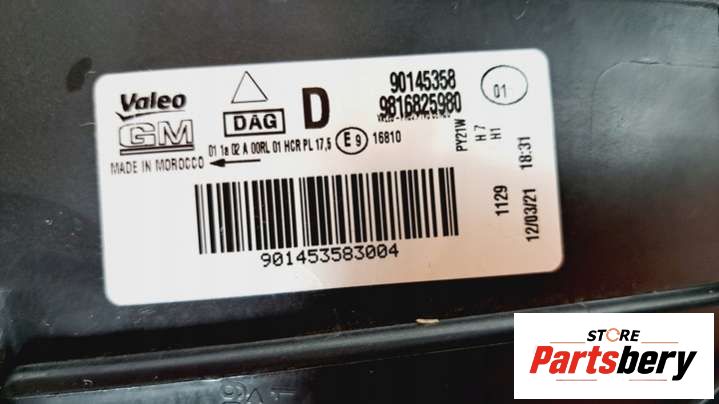 Valeo
GM
MADE IN MOROCCO
DAG
D
01 1a 02 A 00RL 01 HCR PL 17,5 E 9 16810
90145358
9816825980
01
PY21W
H7
H1
1129
12/03/21 18:31
901453583004
STORE
Partsbery